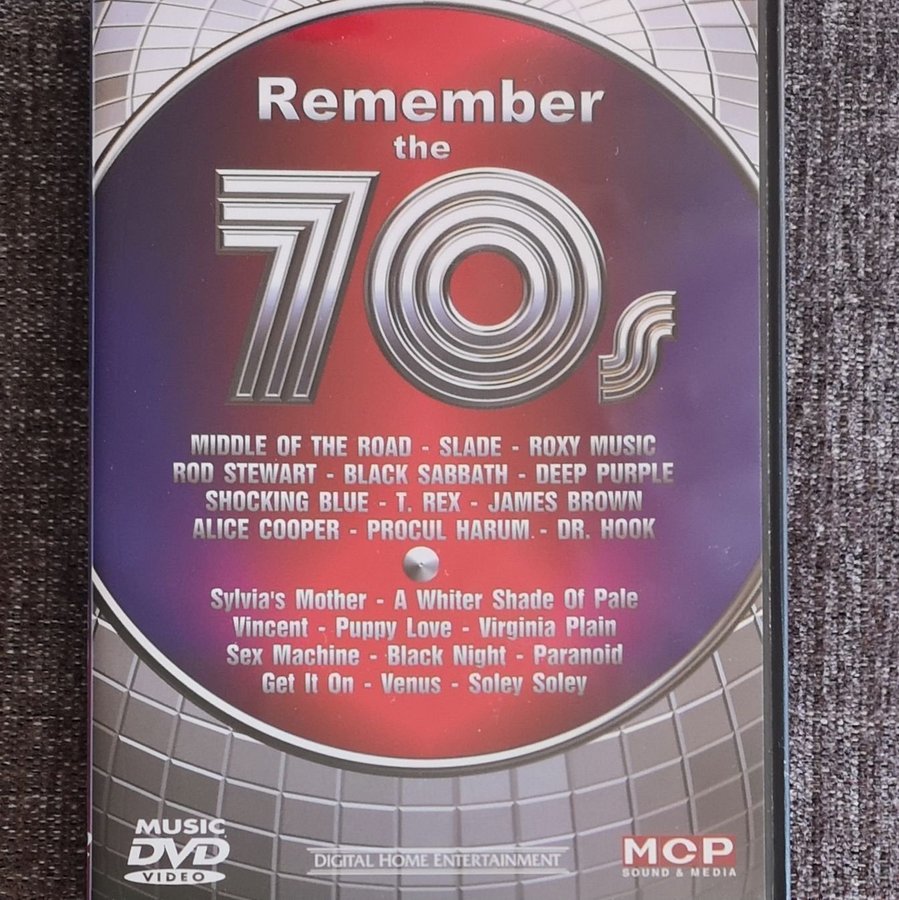 Remember
the
70s
MIDDLE OF THE ROAD - SLADE - ROXY MUSIC
ROD STEWART - BLACK SABBATH - DEEP PURPLE
SHOCKING BLUE - T. REX - JAMES BROWN
ALICE COOPER - PROCUL HARUM - DR. HOOK
Sylvia's Mother - A Whiter Shade Of Pale
Vincent - Puppy Love - Virginia Plain
Sex Machine - Black Night - Paranoid
Get It On - Venus - Soley Soley
MUSIC
DVD
VIDEO
DIGITAL HOME ENTERTAINMENT
MCP
SOUND & MEDIA